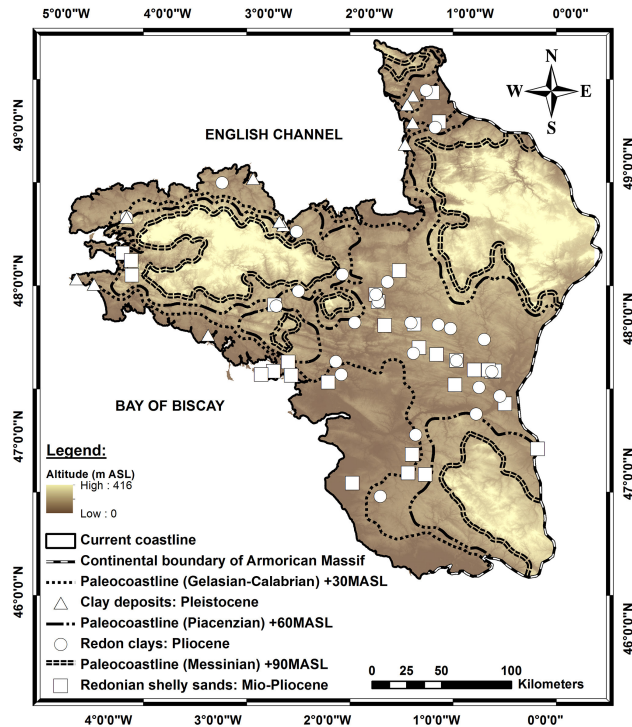 5°0'0"W 4°0'0"W 3°0'0"W 2°0'0"W 1°0'0"W 0°0'0"
N
W E
S
ENGLISH CHANNEL
49°0'0"N 49°0'0"N
48°0'0"N 48°0'0"N
BAY OF BISCAY
47°0'0"N 47°0'0"N
Legend:
Altitude (m ASL)
High : 416
Low : 0
Current coastline
Continental boundary of Armorican Massif
Paleocoastline (Gelasian-Calabrian) +30MASL
Clay deposits: Pleistocene
Paleocoastline (Piacenzian) +60MASL
Redon clays: Pliocene
Paleocoastline (Messinian) +90MASL
Redonian shelly sands: Mio-Pliocene
46°0'0"N 46°0'0"N
0 25 50 100
Kilometers
4°0'0"W 3°0'0"W 2°0'0"W 1°0'0"W 0°0'0"